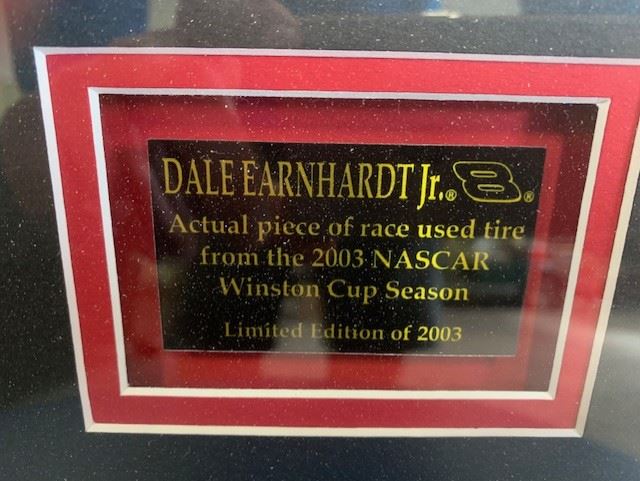 DALE EARNHARDT Jr.® 8®
Actual piece of race used tire
from the 2003 NASCAR
Winston Cup Season
Limited Edition of 2003